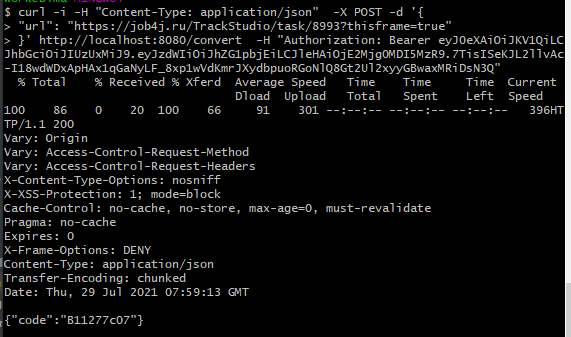 $ curl -i -H "Content-Type: application/json"  -X POST -d '{
> "url": "https://job4j.ru/TrackStudio/task/8993?thisframe=true"
> }' http://localhost:8080/convert  -H "Authorization: Bearer eyJ0eXAiOiJKV1QiLC
JhbGciOiJIUzUxMiJ9.eyJzdWIiOiJhZG1pbjEiLCJleHAiOjE2Mjg0MDI5MzR9.7TisISeKJL2llvAc
-I18wdWDxApHAx1qGaNyLF_8xp1wVdKmrJXydbpuoRGoNlQ8Gt2Ul2xyyGBwaxMRiDsN3Q"
  % Total    % Received % Xferd  Average Speed   Time    Time     Time  Current
                                 Dload  Upload   Total   Spent    Left  Speed
100    86    0    20  100    66     91    301 --:--:-- --:--:-- --:--:--   396HT
TP/1.1 200
Vary: Origin
Vary: Access-Control-Request-Method
Vary: Access-Control-Request-Headers
X-Content-Type-Options: nosniff
X-XSS-Protection: 1; mode=block
Cache-Control: no-cache, no-store, max-age=0, must-revalidate
Pragma: no-cache
Expires: 0
X-Frame-Options: DENY
Content-Type: application/json
Transfer-Encoding: chunked
Date: Thu, 29 Jul 2021 07:59:13 GMT

{"code":"B11277c07"}